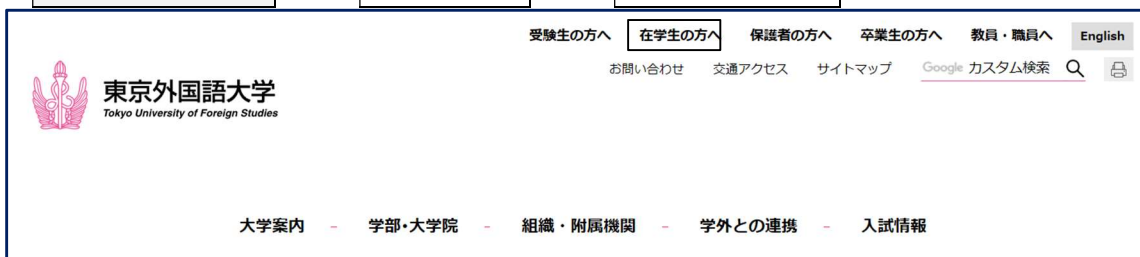 受験生の方へ 在学生の方へ 保護者の方へ 卒業生の方へ 教員・職員へ English
お問い合わせ 交通アクセス サイトマップ Google カスタム検索
東京外国語大学
Tokyo University of Foreign Studies
大学案内 - 学部・大学院 - 組織・附属機関 - 学外との連携 - 入試情報